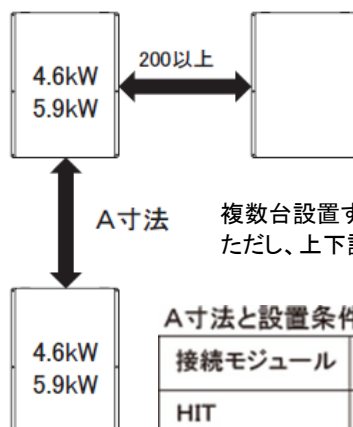 4.6kW
5.9kW
200以上
A寸法
複数台設置
ただし、上下
4.6kW
5.9kW
A寸法と設置条件
接続モジュール
HIT